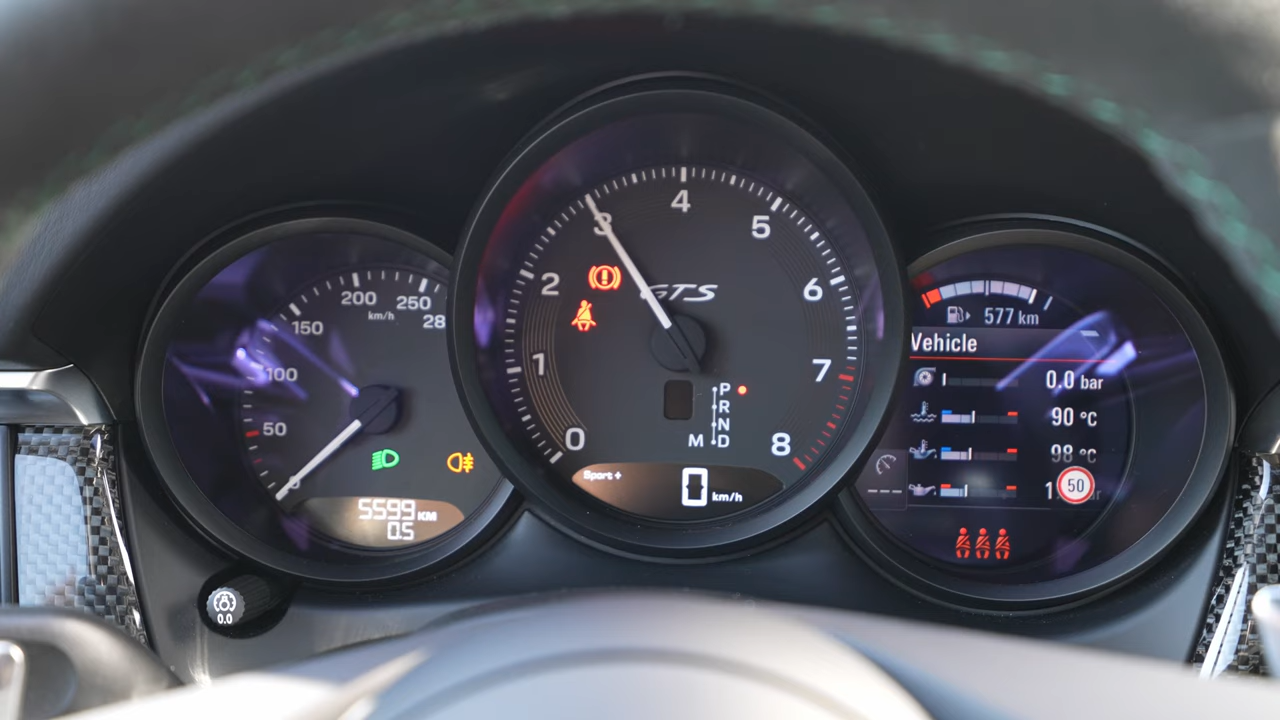 200
250
km/h
150
28
100
50
5599 KM
0.5
0.0
4
3
5
GTS
2
6
1
7
P
R
N
M D
0
8
Sport +
0 km/h
577 km
Vehicle
0.0 bar
90 °C
98 °C
50